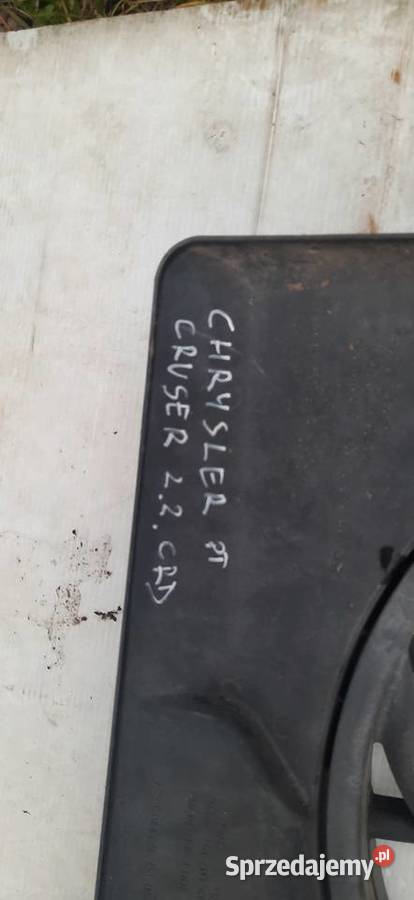 CHRYSLER PT
CRUSER 2.2. CRD
Sprzedajemy.pl